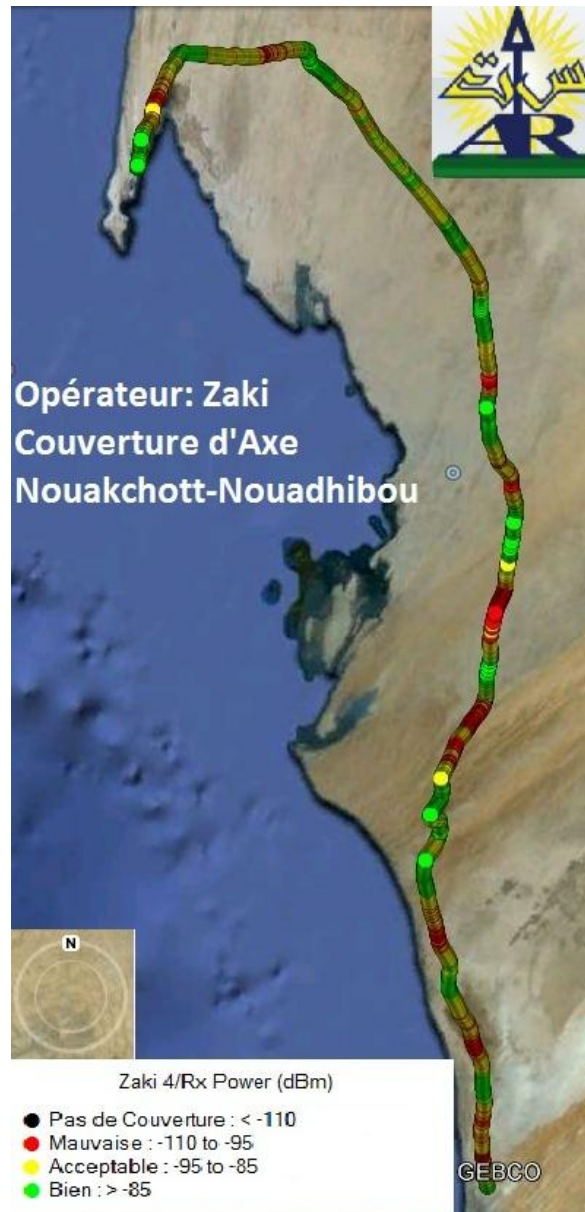 AR
Opérateur: Zaki
Couverture d'Axe
Nouakchott-Nouadhibou
N
Zaki 4/Rx Power (dBm)
Pas de Couverture : < -110
Mauvaise : -110 to -95
Acceptable : -95 to -85
Bien : > -85
GEBCO